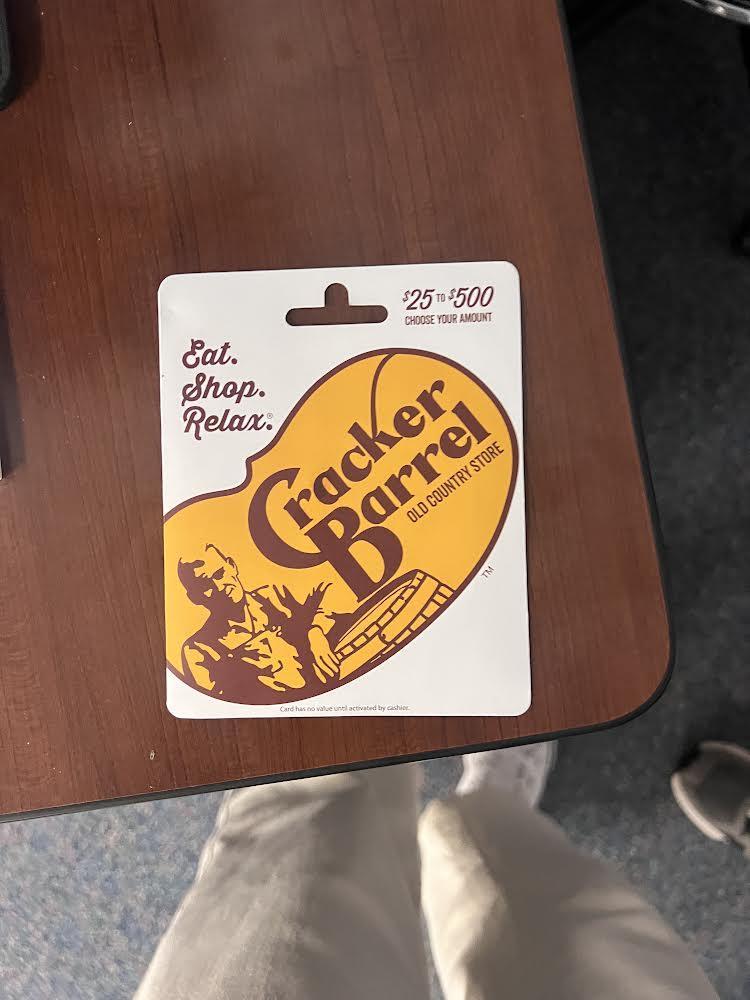 $25 TO $500
CHOOSE YOUR AMOUNT
Eat.
Shop.
Relax.®
Cracker
Barrel
OLD COUNTRY STORE
TM
Card has no value until activated by cashier.